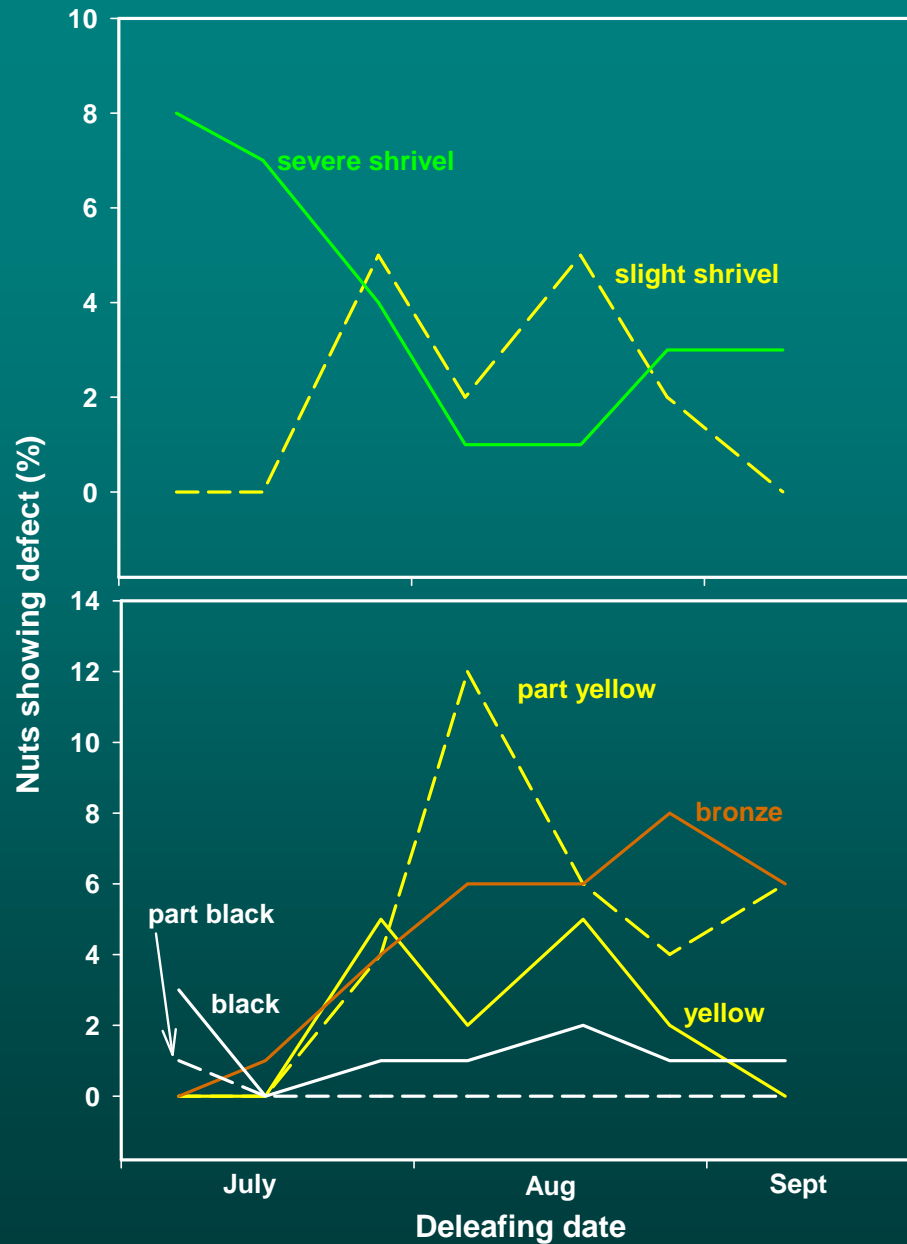 10
8
severe shrivel
6
slight shrivel
4
2
0
Nuts showing defect (%)
14
12
part yellow
10
8
bronze
6
part black
4
black
yellow
2
0
July Aug Sept
Deleafing date